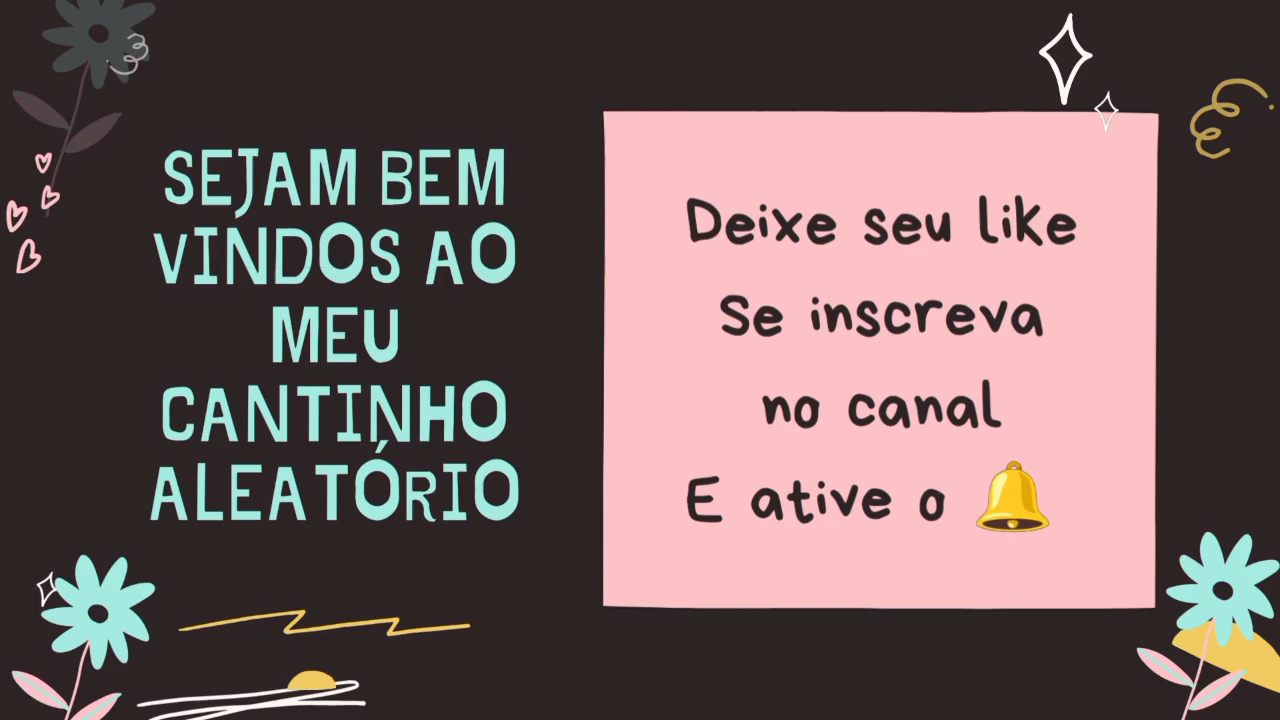 SEJAM BEM
VINDOS AO
MEU
CANTINHO
ALEATÓRIO
Deixe seu like
Se inscreva
no canal
E ative o 🔔